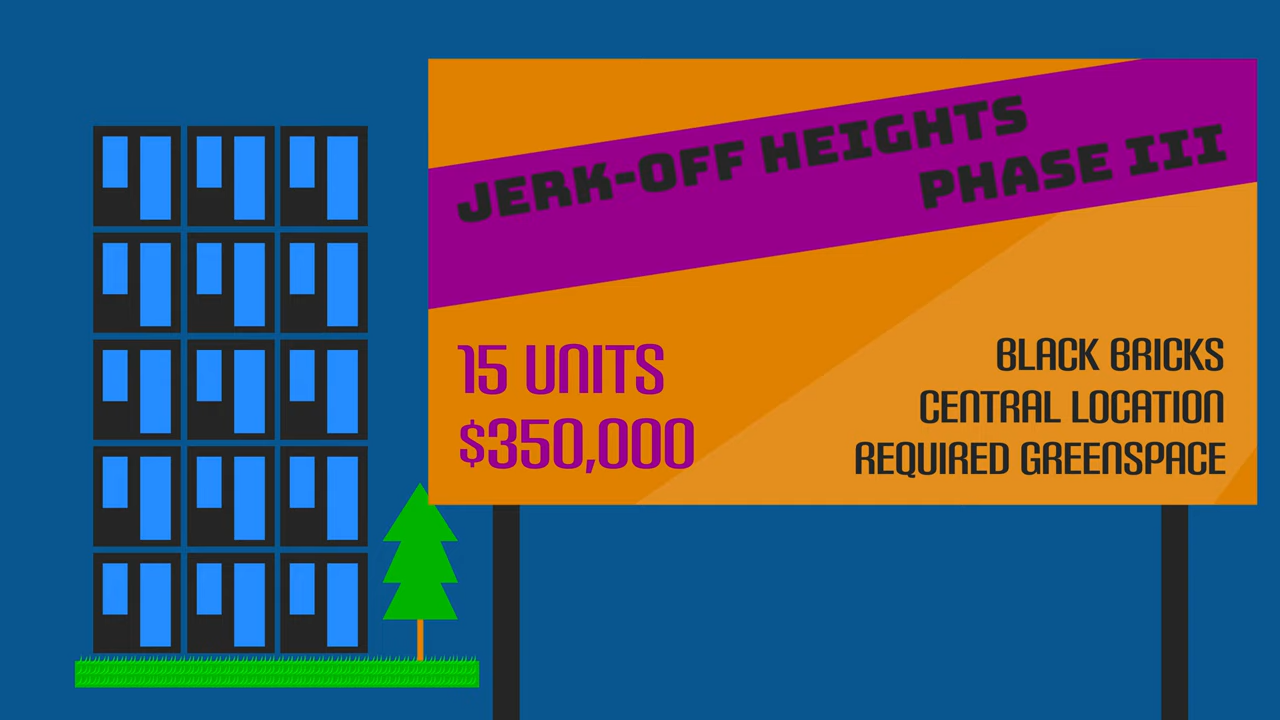 JERK-OFF HEIGHTS
PHASE III
15 UNITS
$350,000
BLACK BRICKS
CENTRAL LOCATION
REQUIRED GREENSPACE